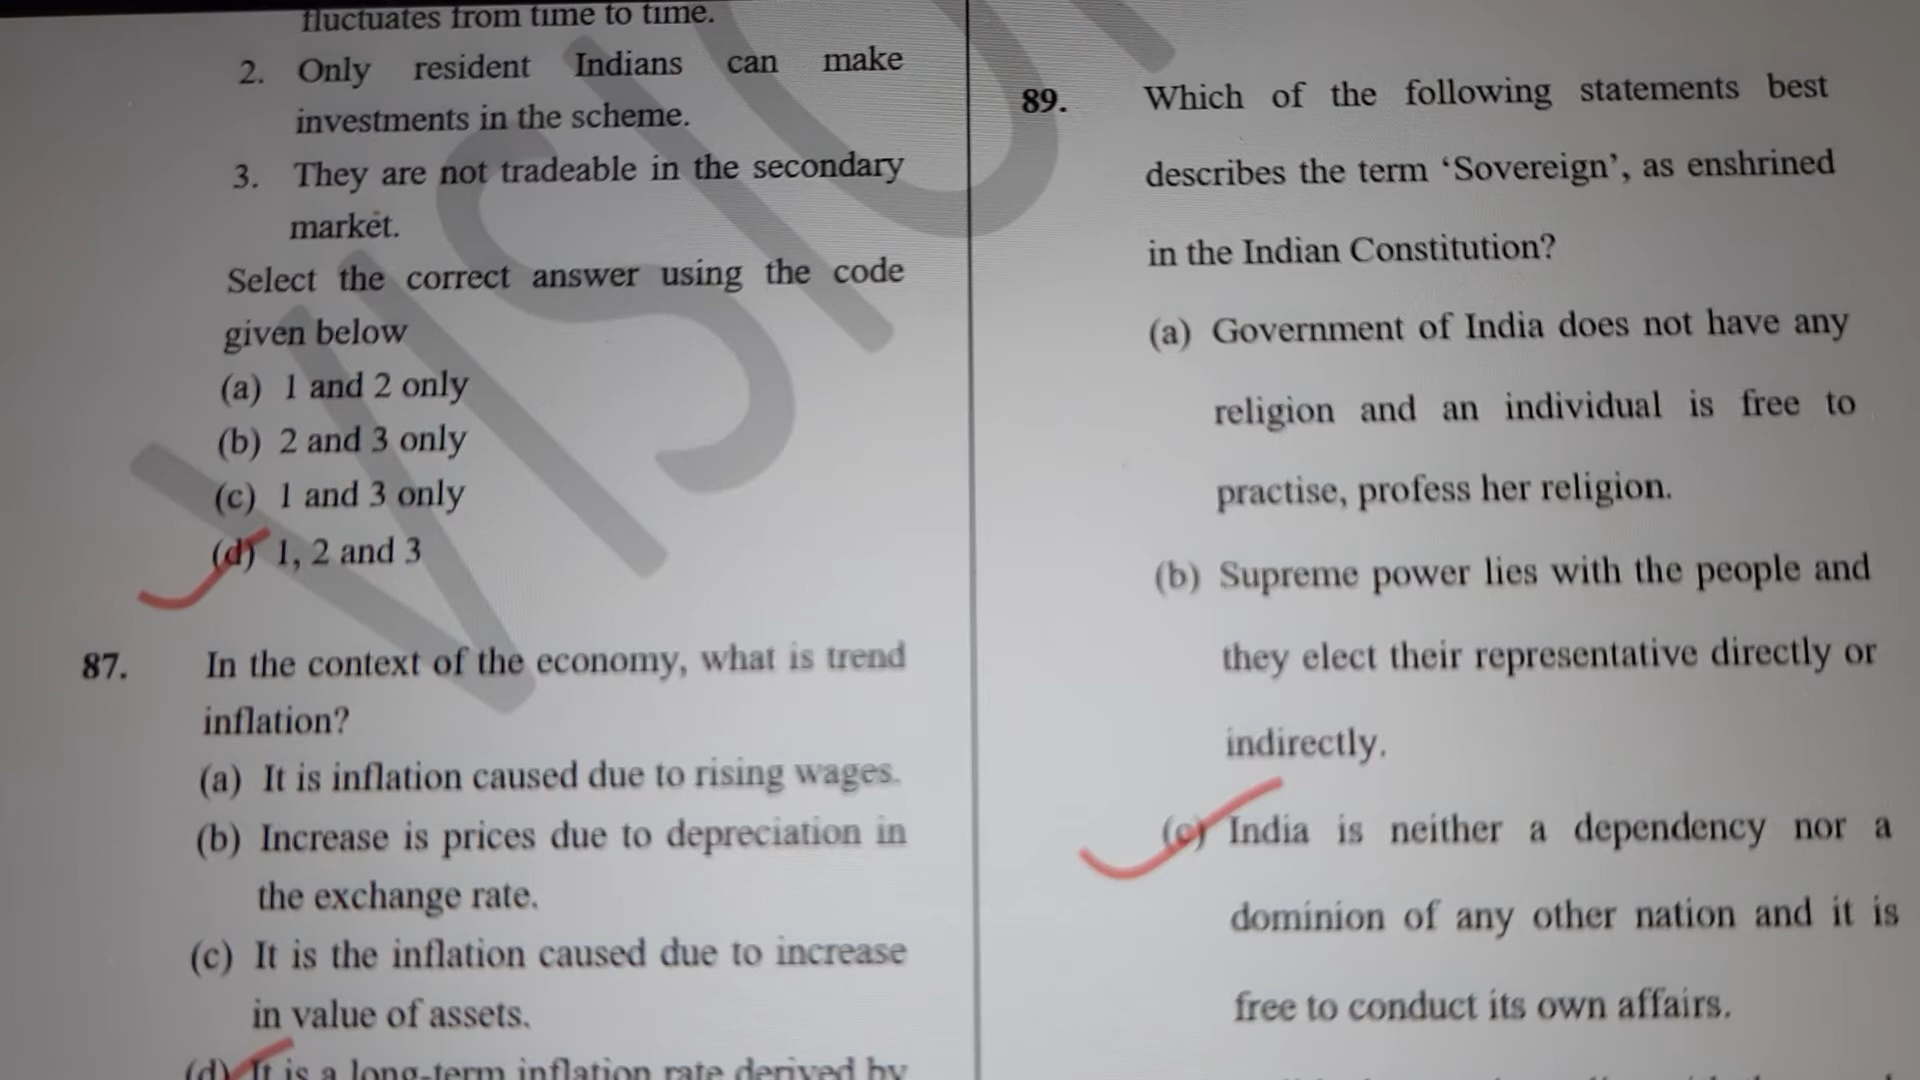 fluctuates from time to time.
2. Only resident Indians can make
investments in the scheme.
3. They are not tradeable in the secondary
market.
Select the correct answer using the code
given below
(a) 1 and 2 only
(b) 2 and 3 only
(c) 1 and 3 only
(d) 1, 2 and 3
87. In the context of the economy, what is trend
inflation?
(a) It is inflation caused due to rising wages.
(b) Increase is prices due to depreciation in
the exchange rate.
(c) It is the inflation caused due to increase
in value of assets.
(d) It is a long-term inflation rate derived by
89. Which of the following statements best
describes the term ‘Sovereign’, as enshrined
in the Indian Constitution?
(a) Government of India does not have any
religion and an individual is free to
practise, profess her religion.
(b) Supreme power lies with the people and
they elect their representative directly or
indirectly.
(c) India is neither a dependency nor a
dominion of any other nation and it is
free to conduct its own affairs.